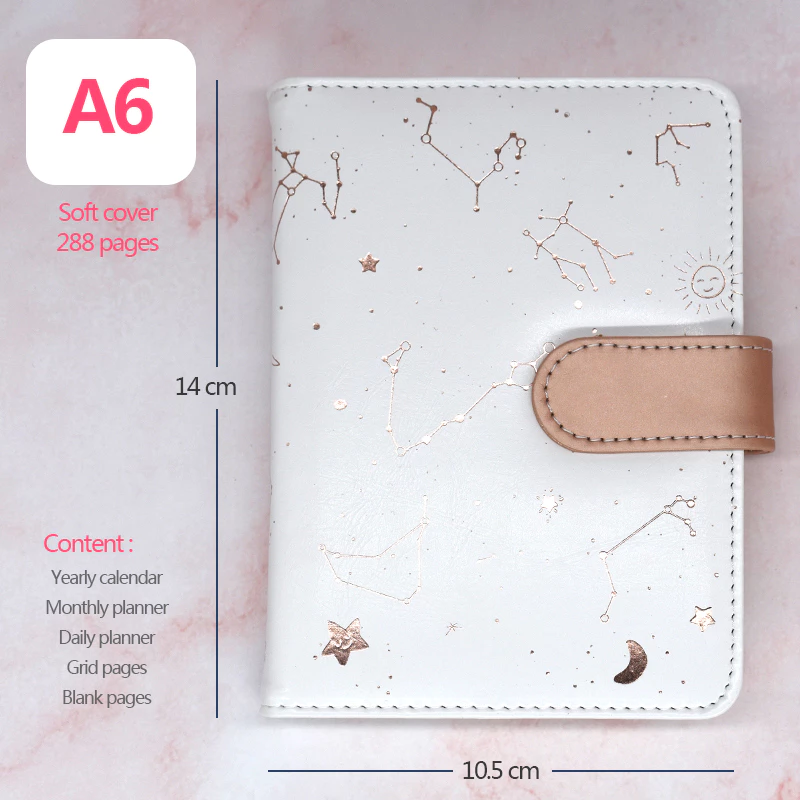 A6
Soft cover
288 pages
14 cm
Content :
Yearly calendar
Monthly planner
Daily planner
Grid pages
Blank pages
10.5 cm